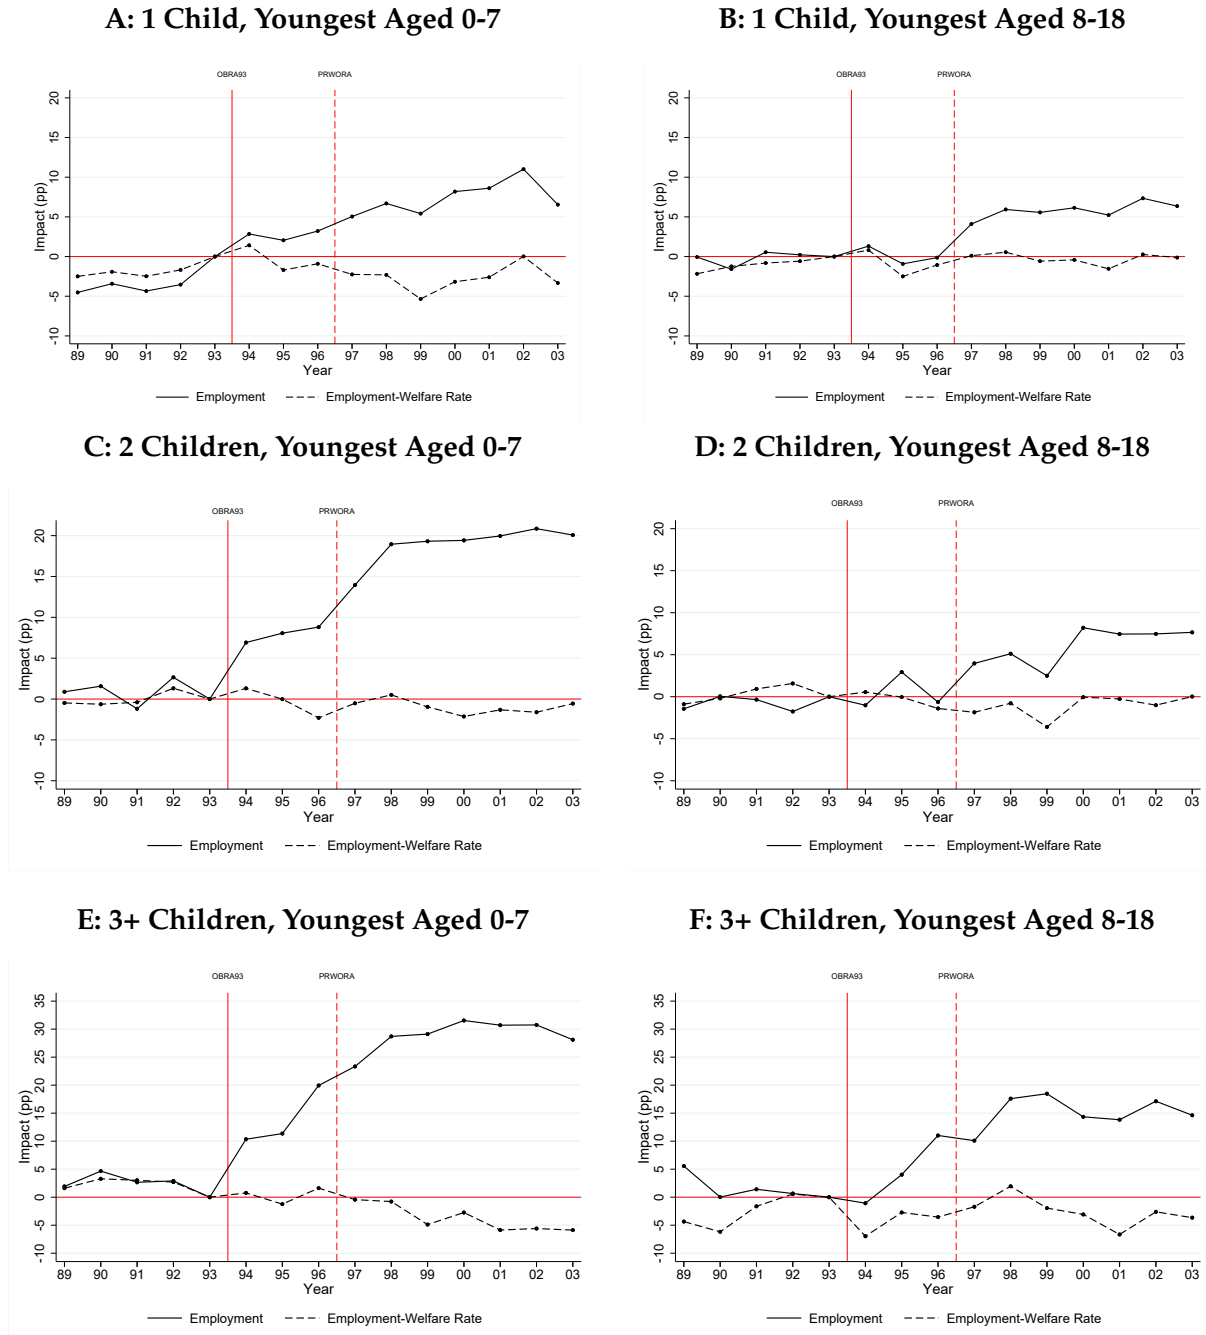 A: 1 Child, Youngest Aged 0-7
OBRA93 PRWORA
Impact (pp)
20
15
10
5
0
-5
-10
89 90 91 92 93 94 95 96 97 98 99 00 01 02 03
Year
Employment Employment-Welfare Rate
B: 1 Child, Youngest Aged 8-18
OBRA93 PRWORA
Impact (pp)
20
15
10
5
0
-5
-10
89 90 91 92 93 94 95 96 97 98 99 00 01 02 03
Year
Employment Employment-Welfare Rate
C: 2 Children, Youngest Aged 0-7
OBRA93 PRWORA
Impact (pp)
20
15
10
5
0
-5
-10
89 90 91 92 93 94 95 96 97 98 99 00 01 02 03
Year
Employment Employment-Welfare Rate
D: 2 Children, Youngest Aged 8-18
OBRA93 PRWORA
Impact (pp)
20
15
10
5
0
-5
-10
89 90 91 92 93 94 95 96 97 98 99 00 01 02 03
Year
Employment Employment-Welfare Rate
E: 3+ Children, Youngest Aged 0-7
OBRA93 PRWORA
Impact (pp)
35
30
25
20
15
10
5
0
-5
-10
89 90 91 92 93 94 95 96 97 98 99 00 01 02 03
Year
Employment Employment-Welfare Rate
F: 3+ Children, Youngest Aged 8-18
OBRA93 PRWORA
Impact (pp)
35
30
25
20
15
10
5
0
-5
-10
89 90 91 92 93 94 95 96 97 98 99 00 01 02 03
Year
Employment Employment-Welfare Rate